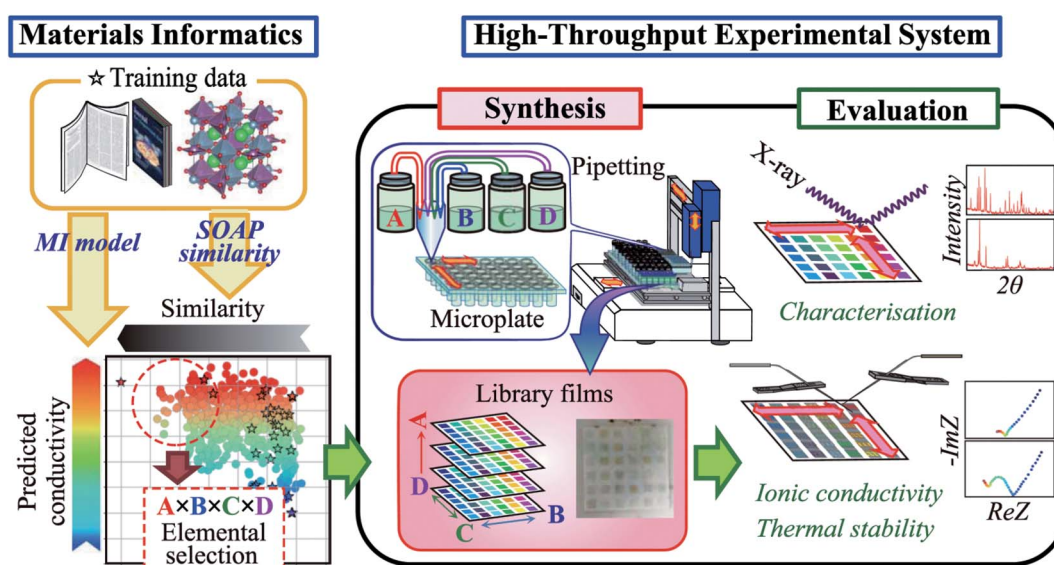 Materials Informatics
☆ Training data
MI model
SOAP
similarity
Similarity
Predicted
conductivity
A×B×C×D
Elemental
selection
High-Throughput Experimental System
Synthesis
Pipetting
A
B
C
D
Microplate
Library films
A
D
C
B
Evaluation
X-ray
Intensity
2θ
Characterisation
-ImZ
ReZ
Ionic conductivity
Thermal stability